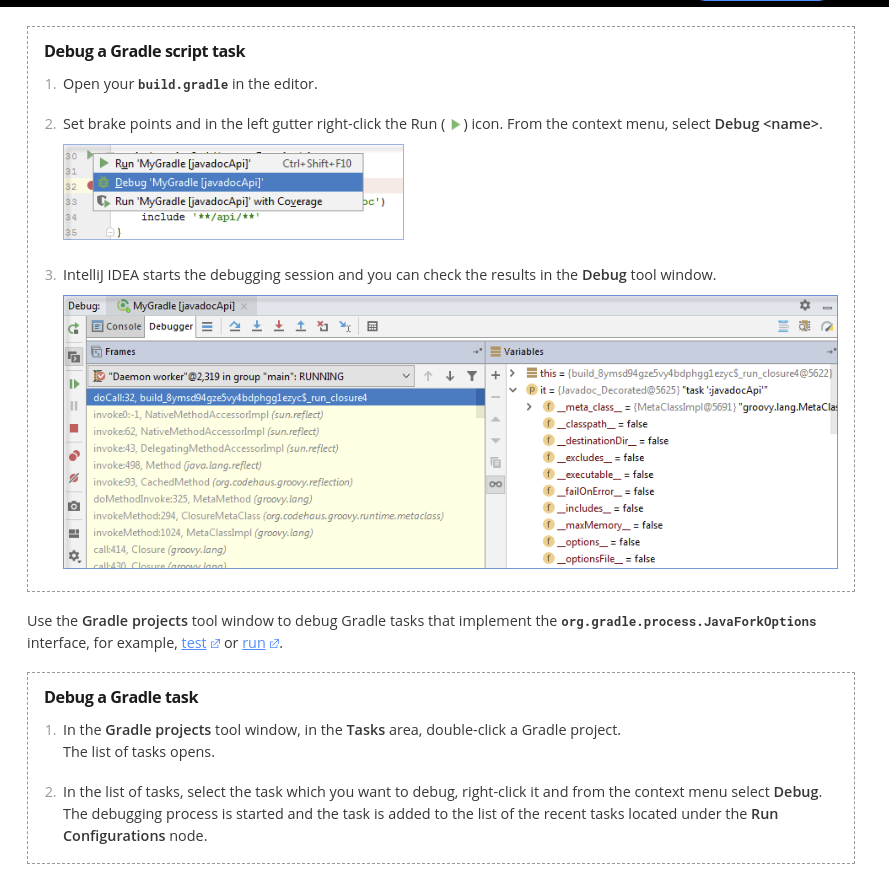 Debug a Gradle script task
1. Open your build.gradle in the editor.
2. Set brake points and in the left gutter right-click the Run ( ) icon. From the context menu, select Debug <name>.
30
Run 'MyGradle [javadocApi]' Ctrl+Shift+F10
31
32 Debug 'MyGradle [javadocApi]'
33 Run 'MyGradle [javadocApi]' with Coverage oc')
34 include '**/api/**'
35 }
3. IntelliJ IDEA starts the debugging session and you can check the results in the Debug tool window.
Debug: MyGradle [javadocApi]
Console Debugger
Frames
Variables
"Daemon worker"@2,319 in group "main": RUNNING
doCall:32, build_8ymsd94gze5vy4bdphgg1ezyc$_run_closure4
invoke0:-1, NativeMethodAccessorImpl (sun.reflect)
invoke:62, NativeMethodAccessorImpl (sun.reflect)
invoke:43, DelegatingMethodAccessorImpl (sun.reflect)
invoke:498, Method (java.lang.reflect)
invoke:93, CachedMethod (org.codehaus.groovy.reflection)
doMethodInvoke:325, MetaMethod (groovy.lang)
invokeMethod:294, ClosureMetaClass (org.codehaus.groovy.runtime.metaclass)
invokeMethod:1024, MetaClassImpl (groovy.lang)
call:414, Closure (groovy.lang)
call:430, Closure (groovy.lang)
this = {build_8ymsd94gze5vy4bdphgg1ezyc$_run_closure4@5622}
it = {Javadoc_Decorated@5625} "task ':javadocApi'"
__meta_class__ = {MetaClassImpl@5691} "groovy.lang.MetaClas
__classpath__ = false
__destinationDir__ = false
__excludes__ = false
__executable__ = false
__failOnError__ = false
__includes__ = false
__maxMemory__ = false
__options__ = false
__optionsFile__ = false
Use the Gradle projects tool window to debug Gradle tasks that implement the org.gradle.process.JavaForkOptions
interface, for example, test or run .
Debug a Gradle task
1. In the Gradle projects tool window, in the Tasks area, double-click a Gradle project.
The list of tasks opens.
2. In the list of tasks, select the task which you want to debug, right-click it and from the context menu select Debug.
The debugging process is started and the task is added to the list of the recent tasks located under the Run
Configurations node.